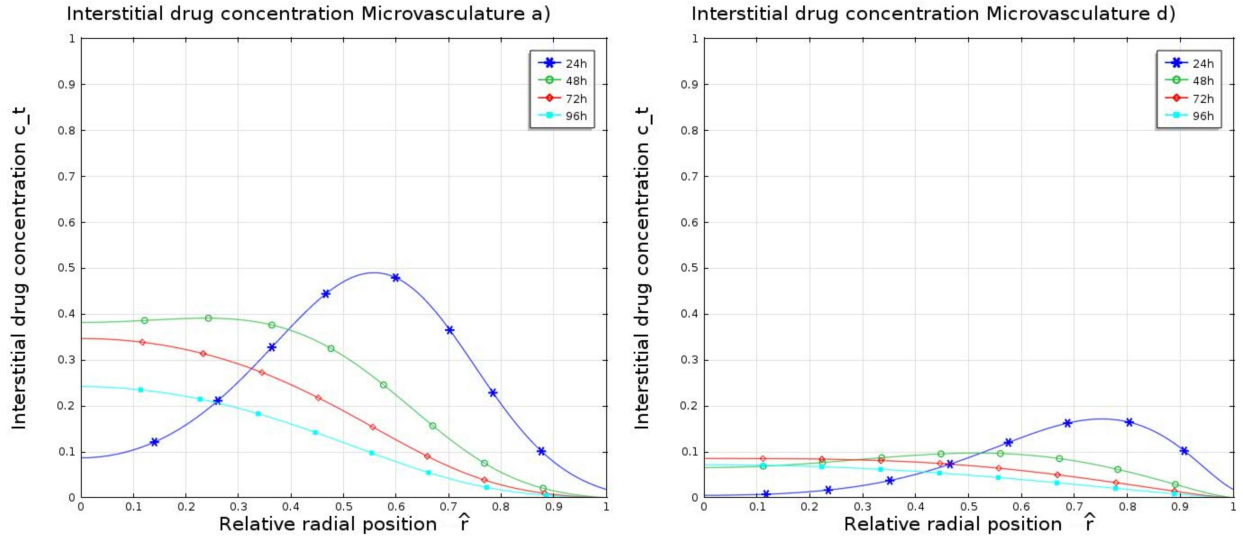 Interstitial drug concentration Microvasculature a)
Interstitial drug concentration c_t
1
0.9
0.8
0.7
0.6
0.5
0.4
0.3
0.2
0.1
0
24h
48h
72h
96h
0 0.1 0.2 0.3 0.4 0.5 0.6 0.7 0.8 0.9 1
Relative radial position r̂
Interstitial drug concentration Microvasculature d)
Interstitial drug concentration c_t
1
0.9
0.8
0.7
0.6
0.5
0.4
0.3
0.2
0.1
0
24h
48h
72h
96h
0 0.1 0.2 0.3 0.4 0.5 0.6 0.7 0.8 0.9 1
Relative radial position r̂